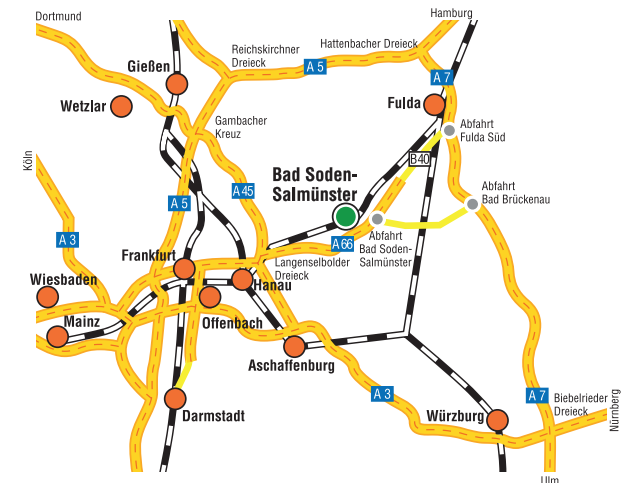 Dortmund
Hamburg
Reichskirchner
Dreieck
Hattenbacher Dreieck
Gießen
A 5
A 7
Wetzlar
Fulda
Gambacher
Kreuz
Abfahrt
Fulda Süd
Köln
B40
Bad Soden-
Salmünster
A 45
Abfahrt
Bad Brückenau
A 5
A 3
Abfahrt
Bad Soden-
Salmünster
A 66
Frankfurt
Langenselbolder
Dreieck
Wiesbaden
Hanau
Mainz
Offenbach
Aschaffenburg
A 3
A 7
Biebelrieder
Dreieck
Nürnberg
Darmstadt
Würzburg
Ulm